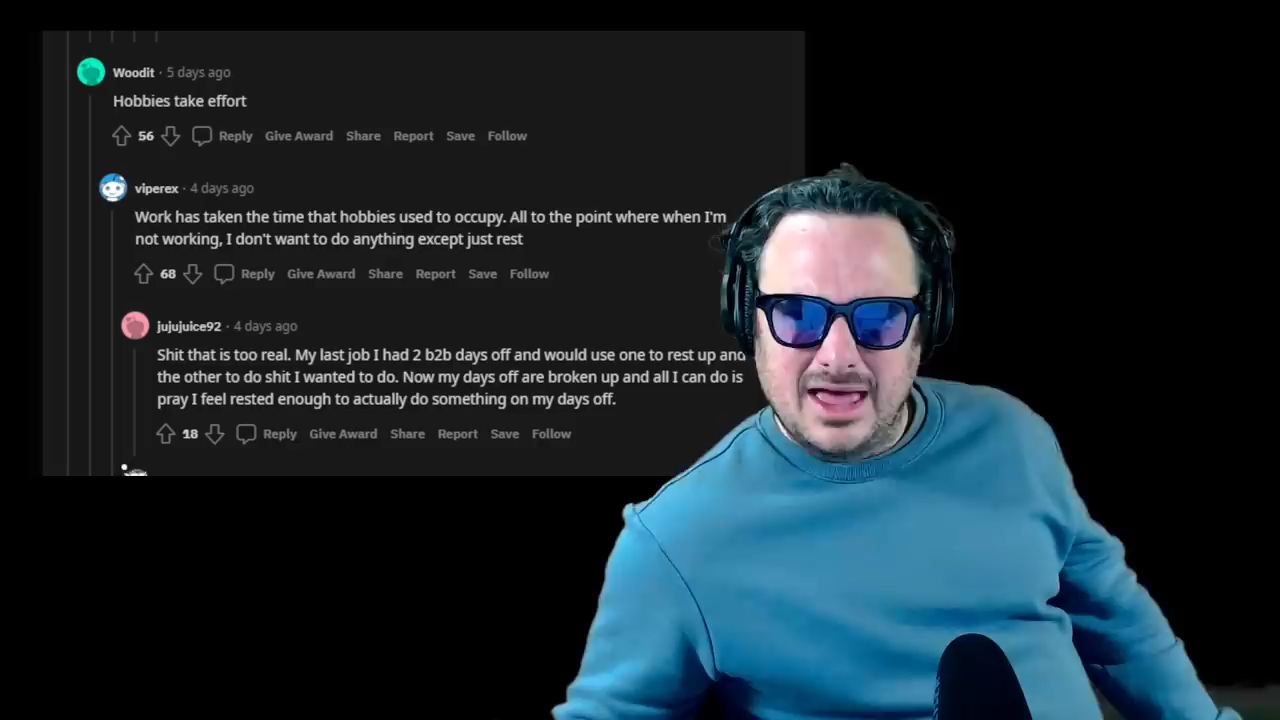 Woodit · 5 days ago
Hobbies take effort
56 Reply Give Award Share Report Save Follow
viperex · 4 days ago
Work has taken the time that hobbies used to occupy. All to the point where when I'm
not working, I don't want to do anything except just rest
68 Reply Give Award Share Report Save Follow
jujujuice92 · 4 days ago
Shit that is too real. My last job I had 2 b2b days off and would use one to rest up and
the other to do shit I wanted to do. Now my days off are broken up and all I can do is
pray I feel rested enough to actually do something on my days off.
18 Reply Give Award Share Report Save Follow